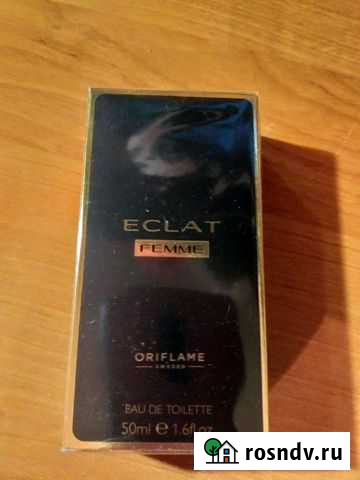 ECLAT
FEMME
ORIFLAME
SWEDEN
EAU DE TOILETTE
50ml ℮ 1.6fl.oz
rosndv.ru